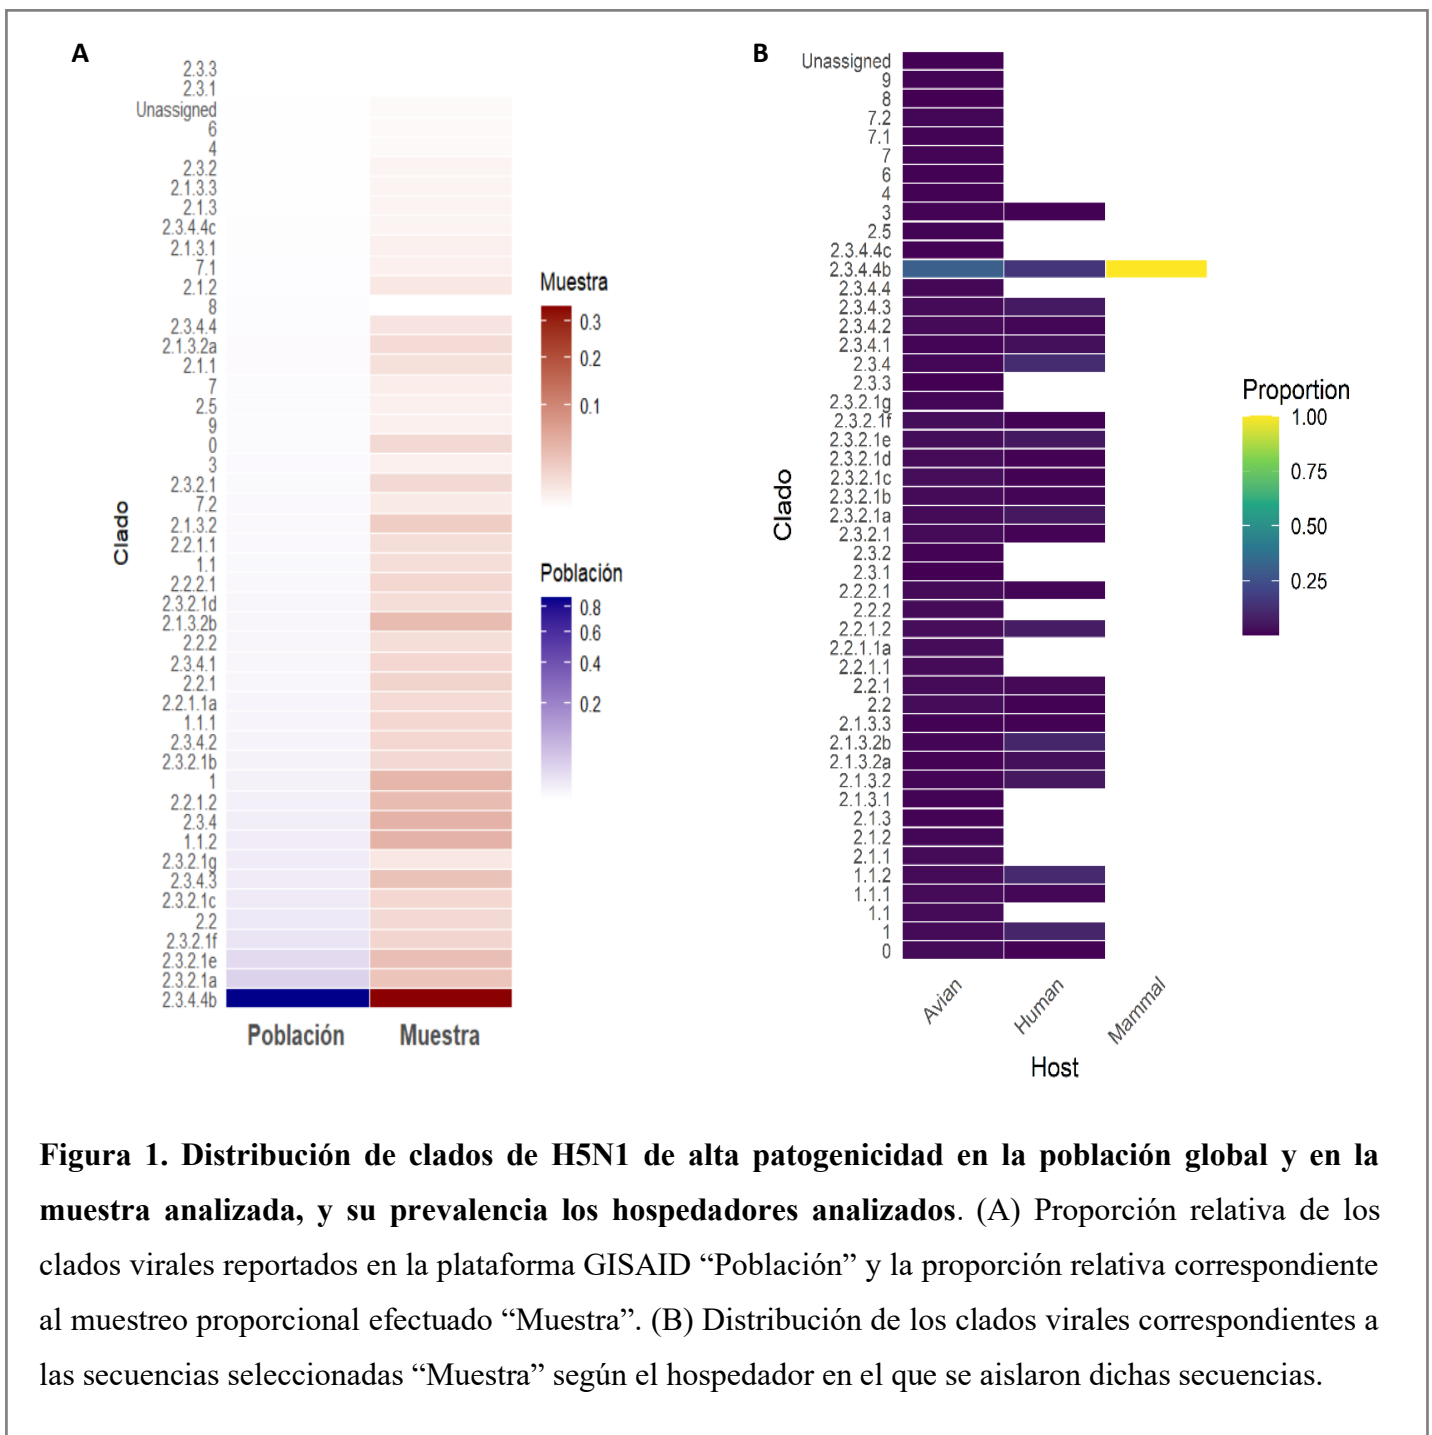 A
2.3.3
2.3.1
Unassigned
6
4
2.3.2
2.1.3.3
2.1.3
2.3.4.4c
2.1.3.1
7.1
2.1.2
8
2.3.4.4
2.1.3.2a
2.1.1
7
2.5
9
0
3
2.3.2.1
7.2
2.1.3.2
2.2.1.1
1.1
2.2.2.1
2.3.2.1d
2.1.3.2b
2.2.2
2.3.4.1
2.2.1
2.2.1.1a
1.1.1
2.3.4.2
2.3.2.1b
1
2.2.1.2
2.3.4
1.1.2
2.3.2.1g
2.3.4.3
2.3.2.1c
2.2
2.3.2.1f
2.3.2.1e
2.3.2.1a
2.3.4.4b
Clado
Población Muestra
Muestra
0.3
0.2
0.1
Población
0.8
0.6
0.4
0.2
B
Unassigned
9
8
7.2
7.1
7
6
4
3
2.5
2.3.4.4c
2.3.4.4b
2.3.4.4
2.3.4.3
2.3.4.2
2.3.4.1
2.3.4
2.3.3
2.3.2.1g
2.3.2.1f
2.3.2.1e
2.3.2.1d
2.3.2.1c
2.3.2.1b
2.3.2.1a
2.3.2.1
2.3.2
2.3.1
2.2.2.1
2.2.2
2.2.1.2
2.2.1.1a
2.2.1.1
2.2.1
2.2
2.1.3.3
2.1.3.2b
2.1.3.2a
2.1.3.2
2.1.3.1
2.1.3
2.1.2
2.1.1
1.1.2
1.1.1
1.1
1
0
Clado
Avian Human Mammal
Host
Proportion
1.00
0.75
0.50
0.25
Figura 1. Distribución de clados de H5N1 de alta patogenicidad en la población global y en la
muestra analizada, y su prevalencia los hospedadores analizados. (A) Proporción relativa de los
clados virales reportados en la plataforma GISAID “Población” y la proporción relativa correspondiente
al muestreo proporcional efectuado “Muestra”. (B) Distribución de los clados virales correspondientes a
las secuencias seleccionadas “Muestra” según el hospedador en el que se aislaron dichas secuencias.